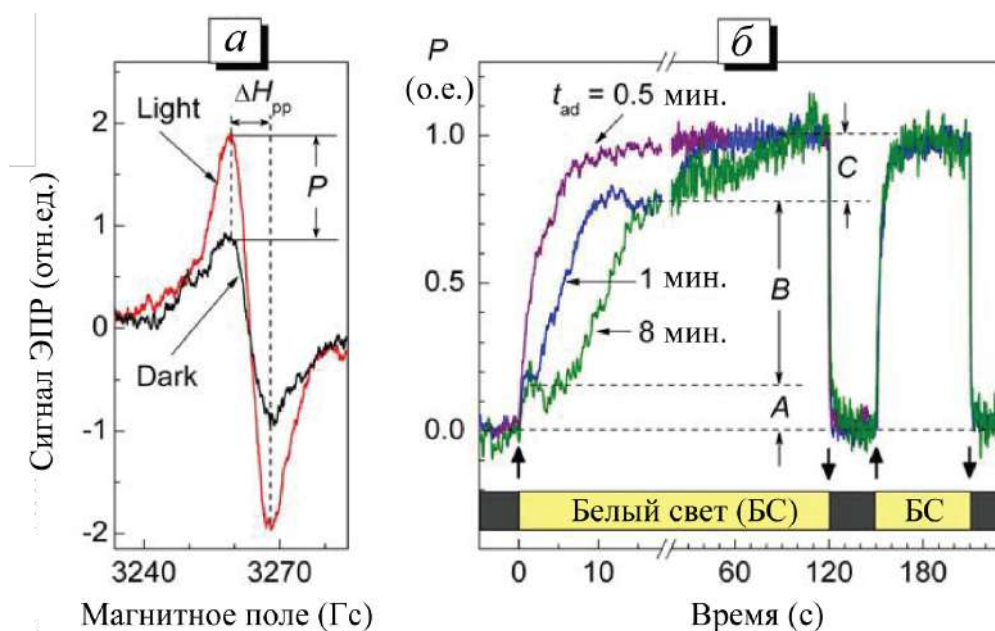 а
Light
ΔHpp
P
Dark
2
1
0
-1
-2
3240
3270
Сигнал ЭПР (отн.ед.)
Магнитное поле (Гс)
б
P
(о.е.)
tad = 0.5 мин.
1 мин.
8 мин.
A
B
C
1.0
0.5
0.0
Белый свет (БС)
БС
0
10
60
120
180
Время (с)